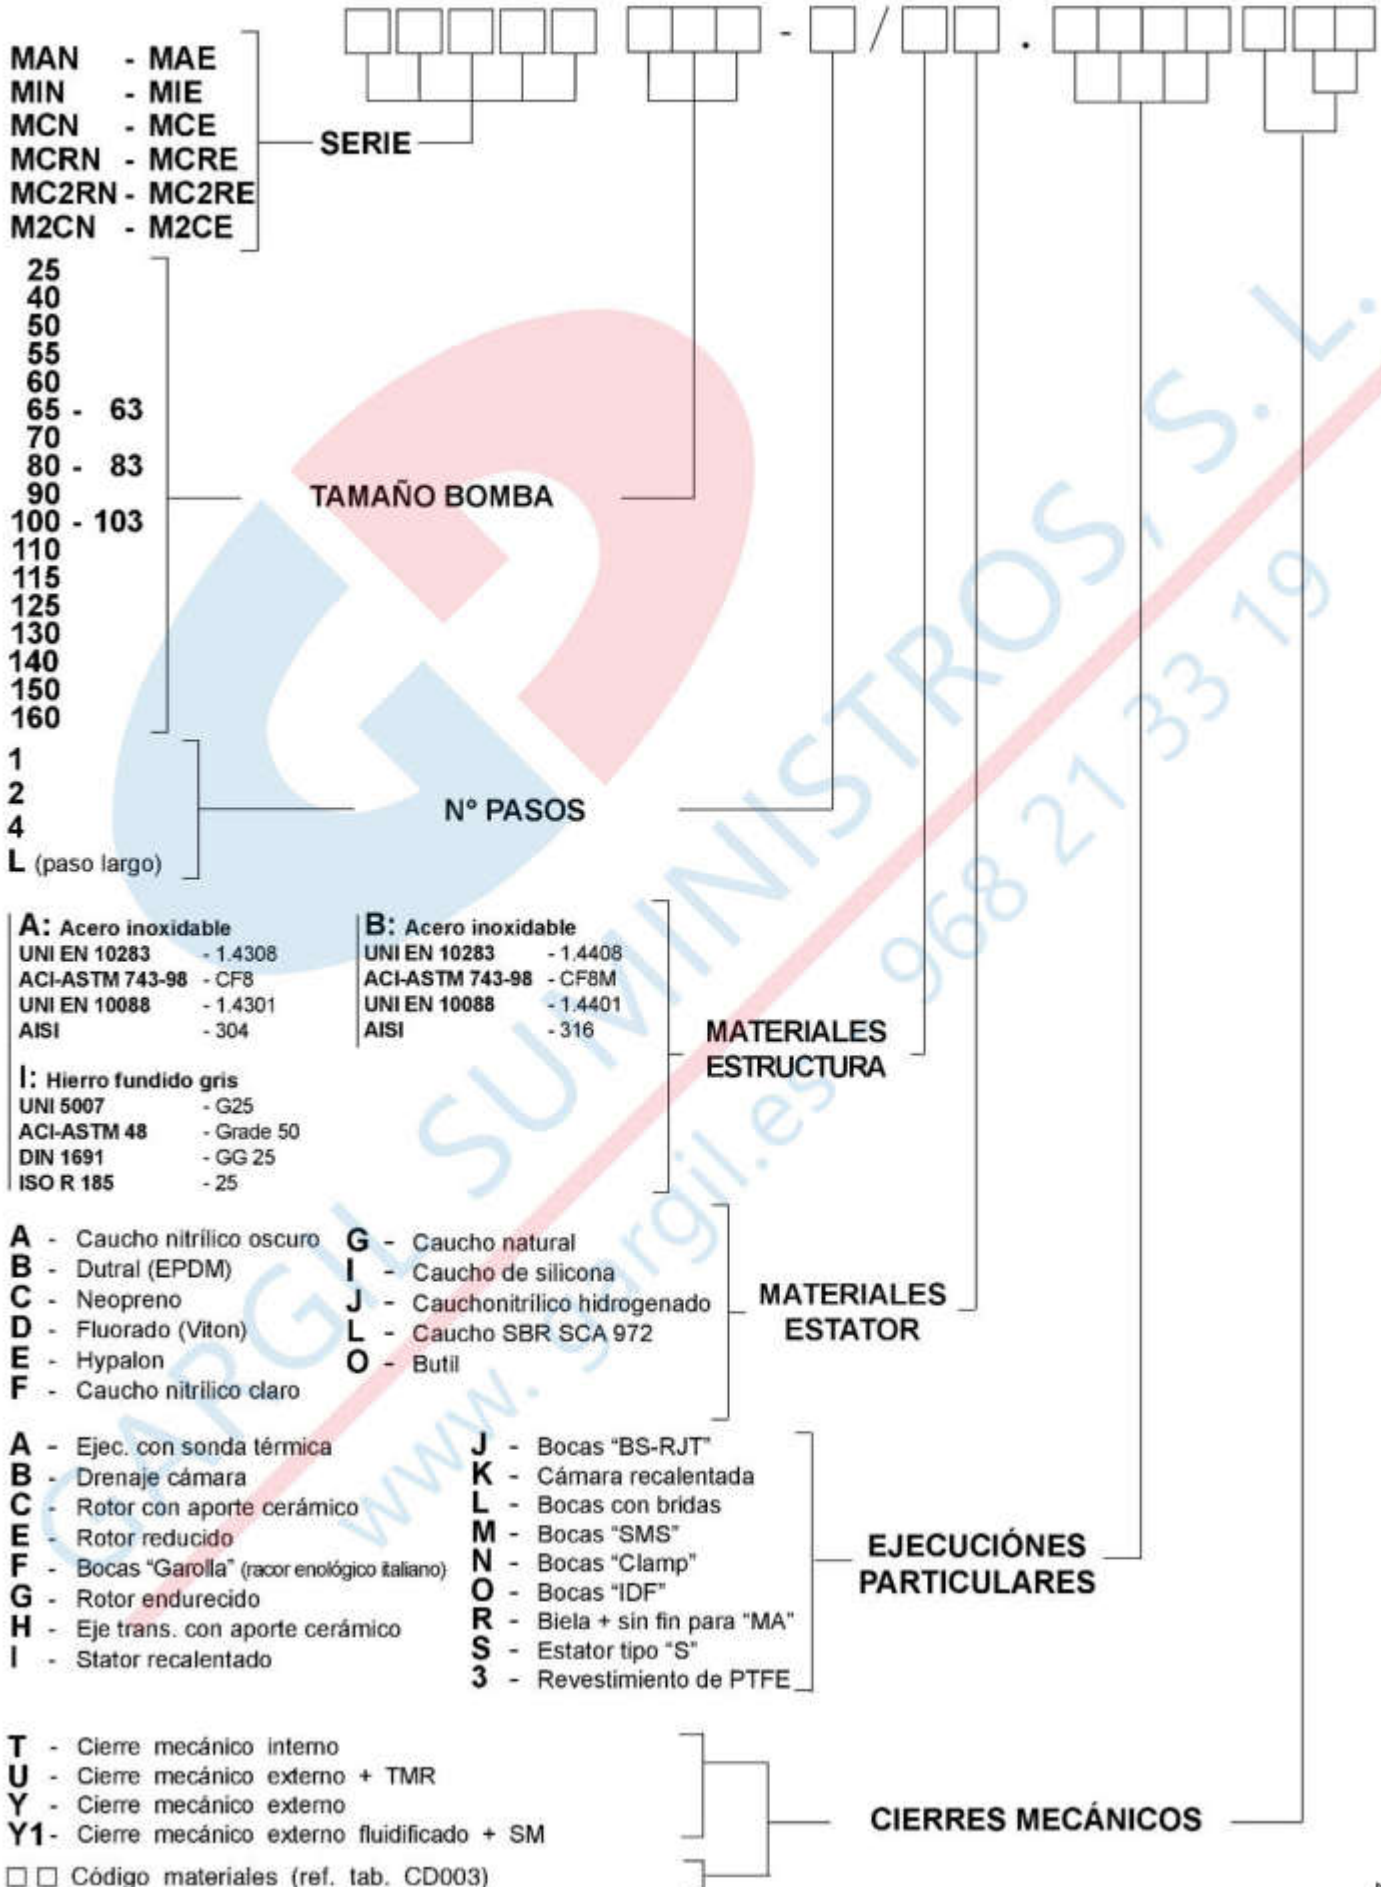 - / .
MAN - MAE
MIN - MIE
MCN - MCE
MCRN - MCRE
MC2RN - MC2RE
M2CN - M2CE
SERIE
25
40
50
55
60
65 - 63
70
80 - 83
90
100 - 103
110
115
125
130
140
150
160
TAMAÑO BOMBA
1
2
4
L (paso largo)
Nº PASOS
A: Acero inoxidable
UNI EN 10283 - 1.4308
ACI-ASTM 743-98 - CF8
UNI EN 10088 - 1.4301
AISI - 304
B: Acero inoxidable
UNI EN 10283 - 1.4408
ACI-ASTM 743-98 - CF8M
UNI EN 10088 - 1.4401
AISI - 316
I: Hierro fundido gris
UNI 5007 - G25
ACI-ASTM 48 - Grade 50
DIN 1691 - GG 25
ISO R 185 - 25
MATERIALES
ESTRUCTURA
A - Caucho nitrílico oscuro
B - Dutral (EPDM)
C - Neopreno
D - Fluorado (Viton)
E - Hypalon
F - Caucho nitrílico claro
G - Caucho natural
I - Caucho de silicona
J - Cauchonitrílico hidrogenado
L - Caucho SBR SCA 972
O - Butil
MATERIALES
ESTATOR
A - Ejec. con sonda térmica
B - Drenaje cámara
C - Rotor con aporte cerámico
E - Rotor reducido
F - Bocas "Garolla" (racor enológico italiano)
G - Rotor endurecido
H - Eje trans. con aporte cerámico
I - Stator recalentado
J - Bocas "BS-RJT"
K - Cámara recalentada
L - Bocas con bridas
M - Bocas "SMS"
N - Bocas "Clamp"
O - Bocas "IDF"
R - Biela + sin fin para "MA"
S - Estator tipo "S"
3 - Revestimiento de PTFE
EJECUCIÓNES
PARTICULARES
T - Cierre mecánico interno
U - Cierre mecánico externo + TMR
Y - Cierre mecánico externo
Y1 - Cierre mecánico externo fluidificado + SM
□ □ Código materiales (ref. tab. CD003)
CIERRES MECÁNICOS
GARGIL SUMINISTROS, S. L.
www.gargil.es 968 21 33 19